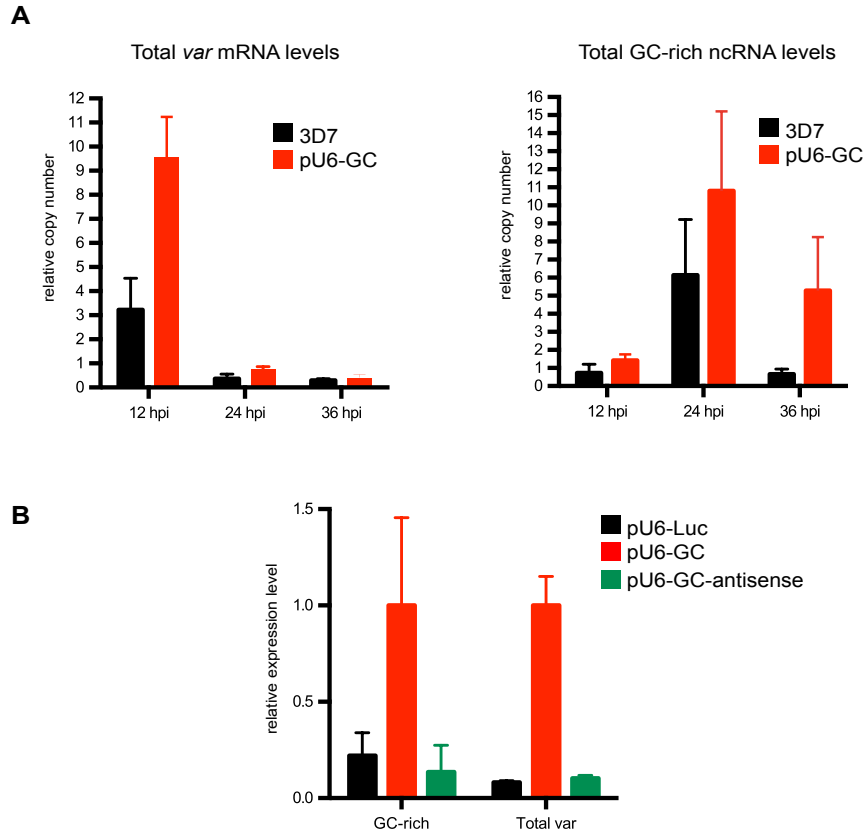 A
Total var mRNA levels
relative copy number
12
11
10
9
8
7
6
5
4
3
2
1
0
12 hpi 24 hpi 36 hpi
3D7
pU6-GC
Total GC-rich ncRNA levels
relative copy number
16
15
14
13
12
11
10
9
8
7
6
5
4
3
2
1
0
12 hpi 24 hpi 36 hpi
3D7
pU6-GC
B
relative expression level
1.5
1.0
0.5
0.0
GC-rich Total var
pU6-Luc
pU6-GC
pU6-GC-antisense